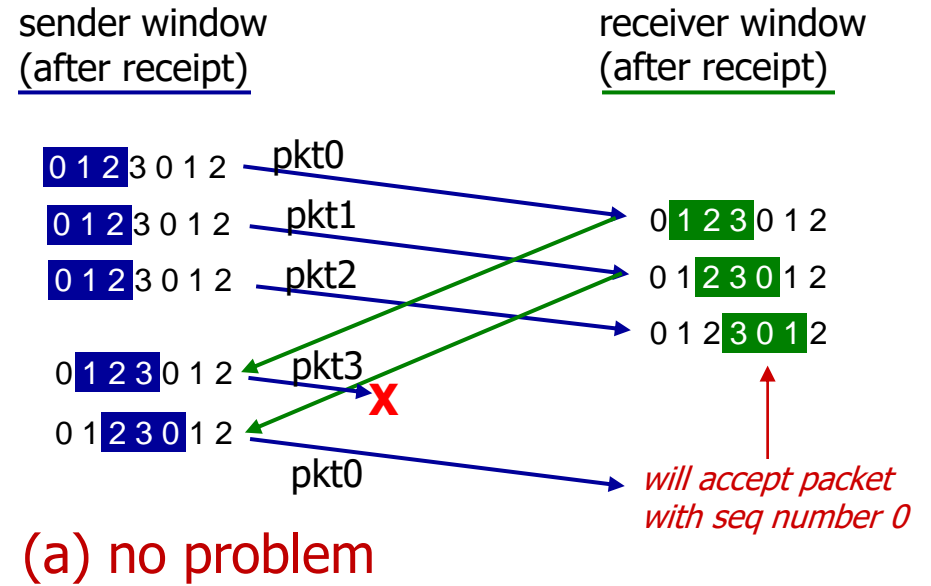 sender window
(after receipt)
receiver window
(after receipt)
0 1 2 3 0 1 2
pkt0
0 1 2 3 0 1 2
pkt1
0 1 2 3 0 1 2
pkt2
0 1 2 3 0 1 2
0 1 2 3 0 1 2
0 1 2 3 0 1 2
0 1 2 3 0 1 2
pkt3
X
0 1 2 3 0 1 2
pkt0
will accept packet
with seq number 0
(a) no problem